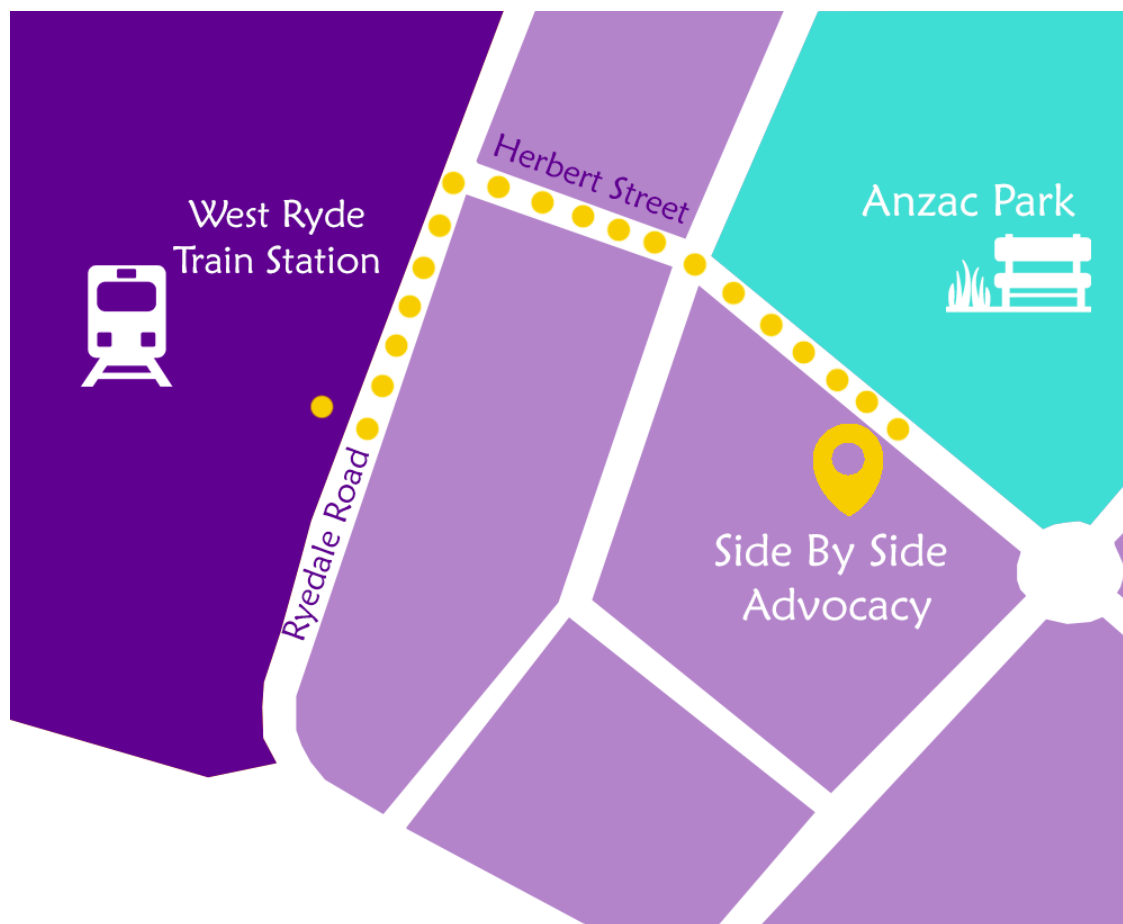 Herbert Street
West Ryde
Train Station
Anzac Park
Ryedale Road
Side By Side
Advocacy